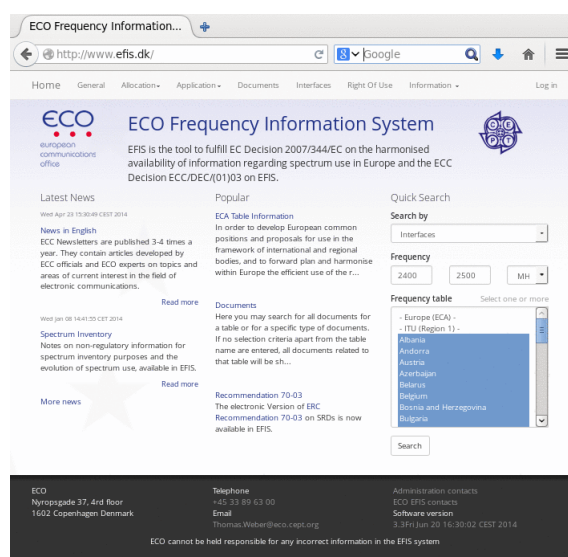 ECO Frequency Information...
http://www.efis.dk/
Google
Home General Allocation Application Documents Interfaces Right Of Use Information Log in
ECO
european
communications
office
ECO Frequency Information System
EFIS is the tool to fulfill EC Decision 2007/344/EC on the harmonised
availability of information regarding spectrum use in Europe and the ECC
Decision ECC/DEC/(01)03 on EFIS.
CEPT
Latest News
Wed Apr 23 15:30:49 CEST
2014
News in English
ECC Newsletters are published 3-4 times a
year. They contain articles developed by
ECC officials and ECO experts on topics and
areas of current interest in the field of
electronic communications.
Read more
Wed Jan 08 14:41:55 CET 2014
Spectrum Inventory
Notes on non-regulatory information for
spectrum inventory purposes and the
evolution of spectrum use, available in EFIS.
Read more
More news
Popular
ECA Table Information
In order to develop European common
positions and proposals for use in the
framework of international and regional
bodies, and to forward plan and harmonise
within Europe the efficient use of the r...
Documents
Here you may search for all documents for
a table or for a specific type of documents.
If no selection criteria apart from the table
name are entered, all documents related to
that table will be sh...
Recommendation 70-03
The electronic Version of ERC
Recommendation 70-03 on SRDs is now
available in EFIS.
Quick Search
Search by
Interfaces
Frequency
2400 2500 MH
Frequency table Select one or more
- Europe (ECA) -
- ITU (Region 1) -
Albania
Andorra
Austria
Azerbaijan
Belarus
Belgium
Bosnia and Herzegovina
Bulgaria
Search
ECO
Nyropsgade 37, 4rd floor
1602 Copenhagen Denmark
Telephone
+45 33 89 63 00
Email
Thomas.Weber@eco.cept.org
Administration contacts
ECO EFIS contacts
Software version
3.3Fri Jun 20 16:30:02 CEST 2014
ECO cannot be held responsible for any incorrect information in the EFIS system